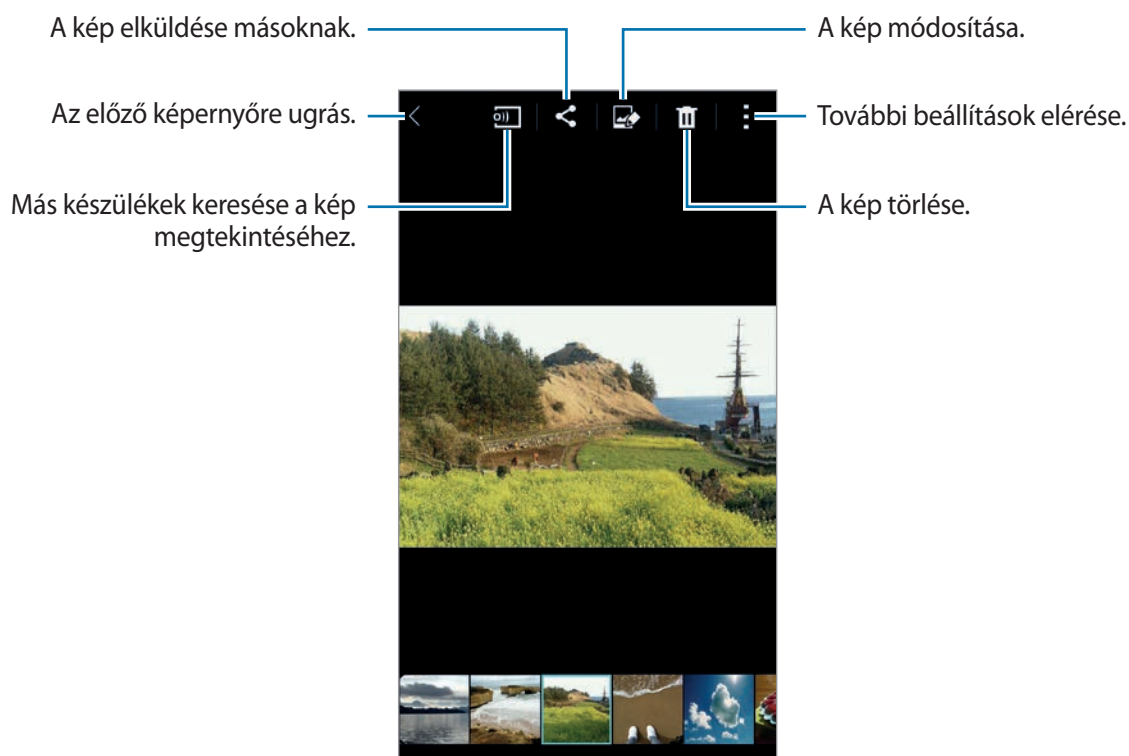 A kép elküldése másoknak.
A kép módosítása.
Az előző képernyőre ugrás.
További beállítások elérése.
Más készülékek keresése a kép
megtekintéséhez.
A kép törlése.